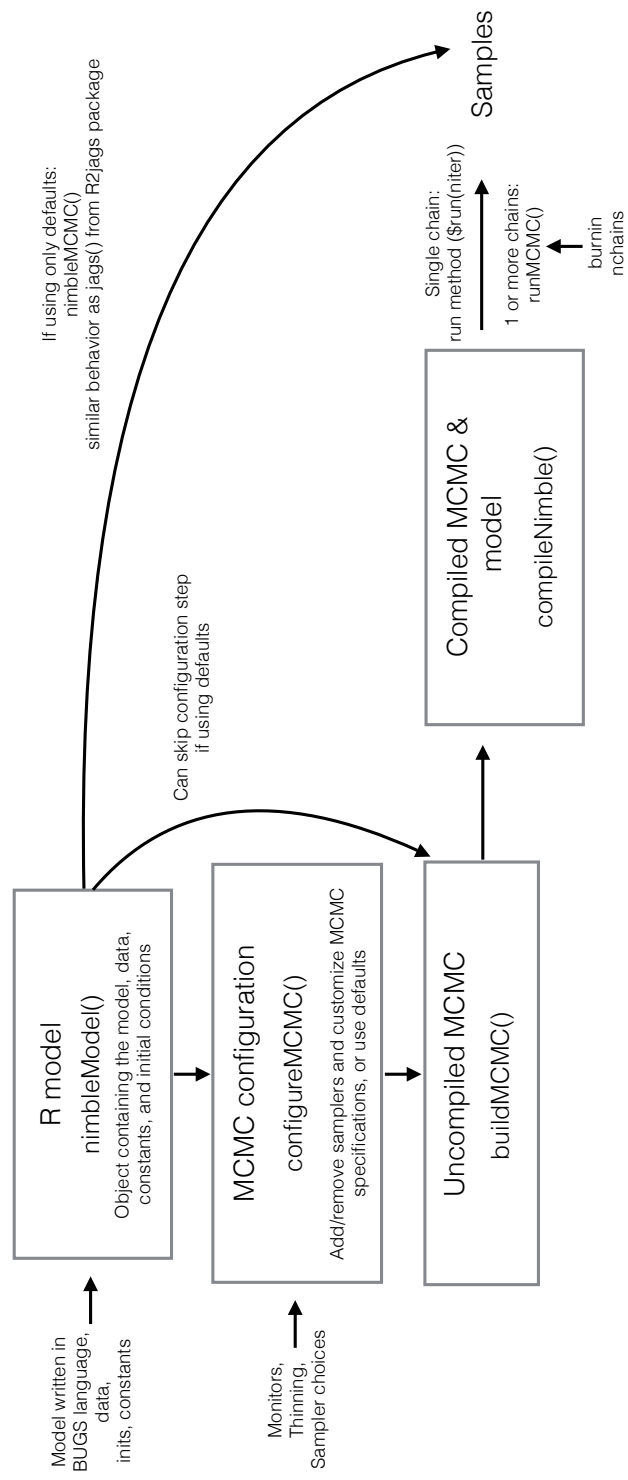 Model written in
BUGS language,
data,
inits, constants
R model
nimbleModel()
Object containing the model, data,
constants, and initial conditions
If using only defaults:
nimbleMCMC()
similar behavior as jags() from R2jags package
Can skip configuration step
if using defaults
Monitors,
Thinning,
Sampler choices
MCMC configuration
configureMCMC()
Add/remove samplers and customize MCMC
specifications, or use defaults
Uncompiled MCMC
buildMCMC()
Compiled MCMC &
model
compileNimble()
Single chain:
run method ($run(niter))
1 or more chains:
runMCMC()
burnin
nchains
Samples